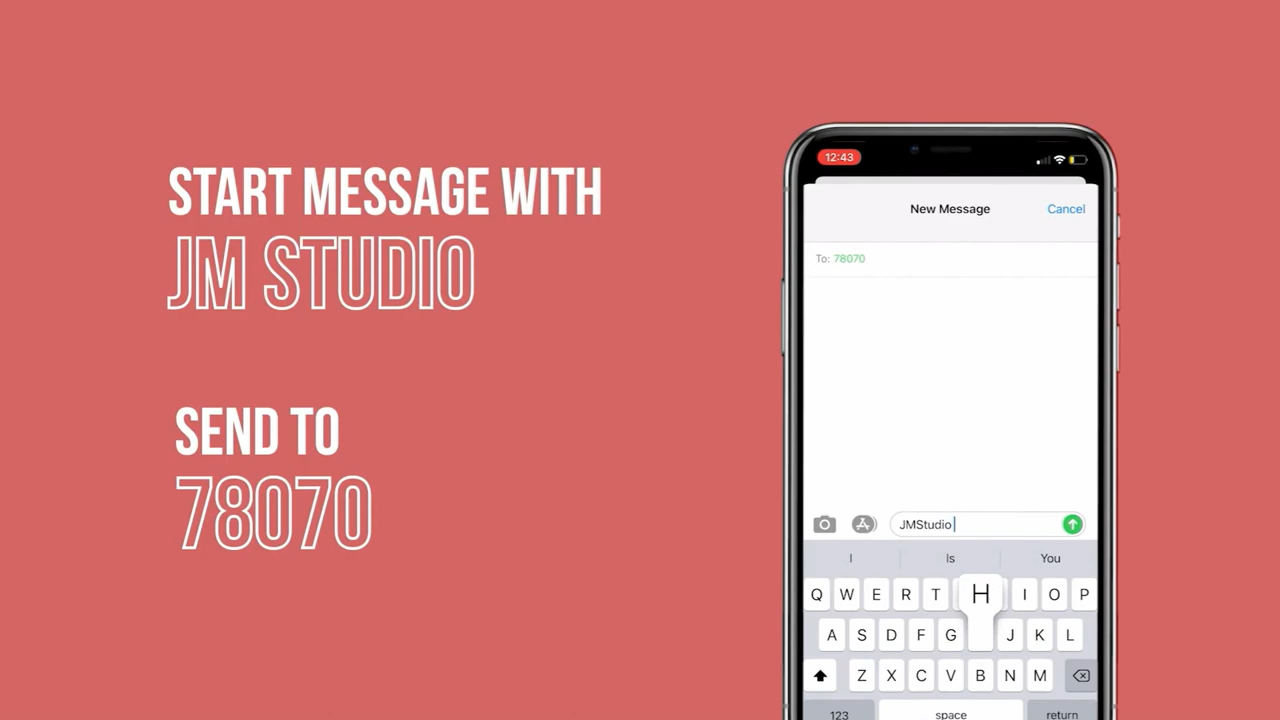 START MESSAGE WITH
JM STUDIO
SEND TO
78070
12:43
New Message
Cancel
To: 78070
JMStudio
I
is
You
Q W E R T H I O P
A S D F G J K L
Z X C V B N M
123
space
return